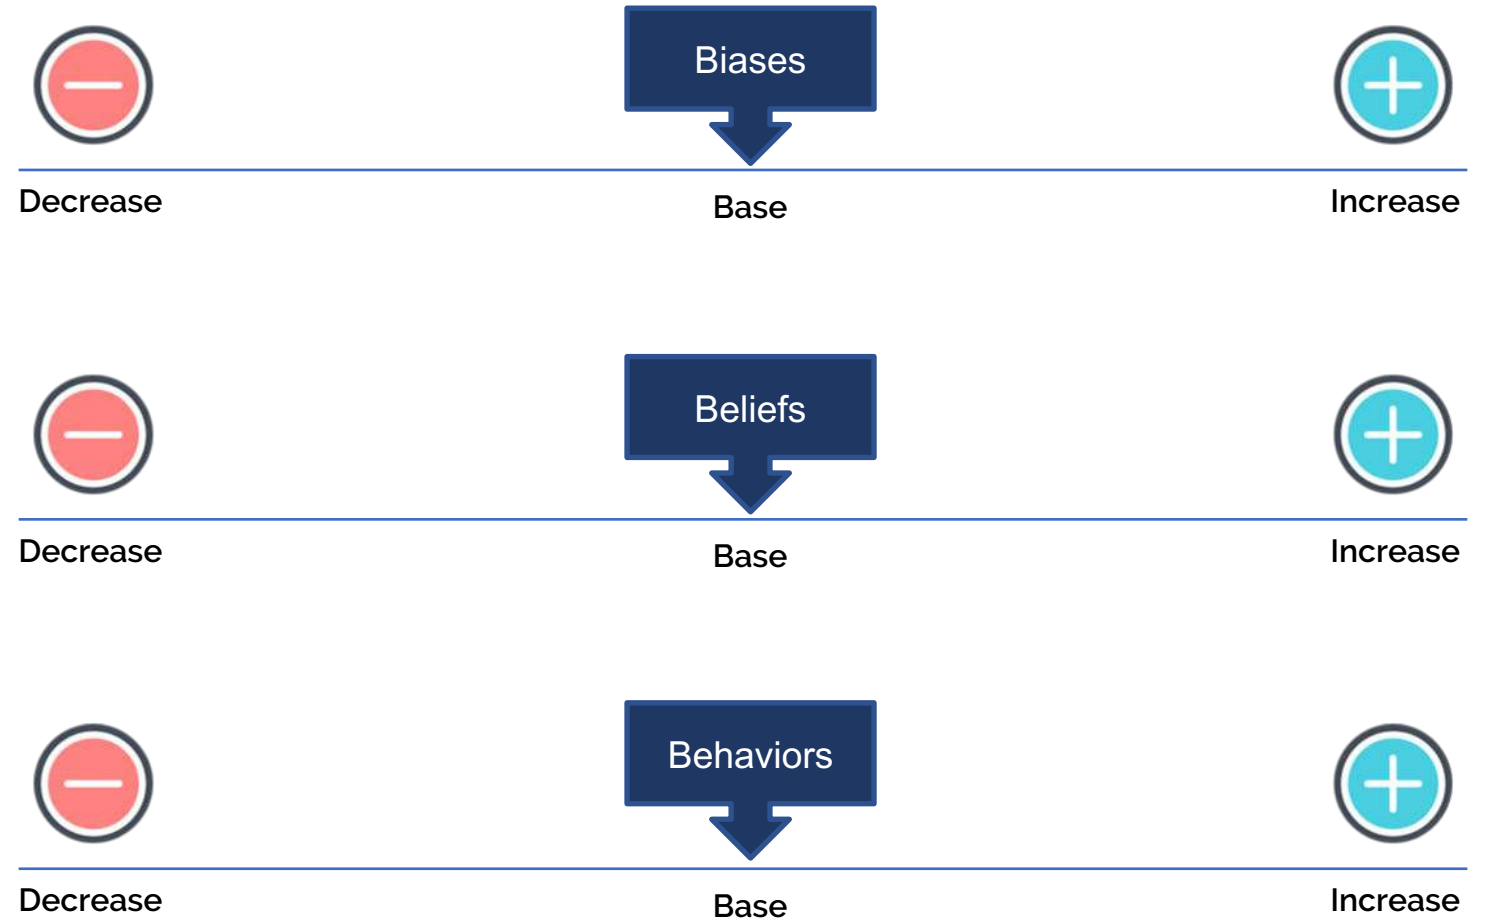 Biases
Decrease
Base
Increase
Beliefs
Decrease
Base
Increase
Behaviors
Decrease
Base
Increase